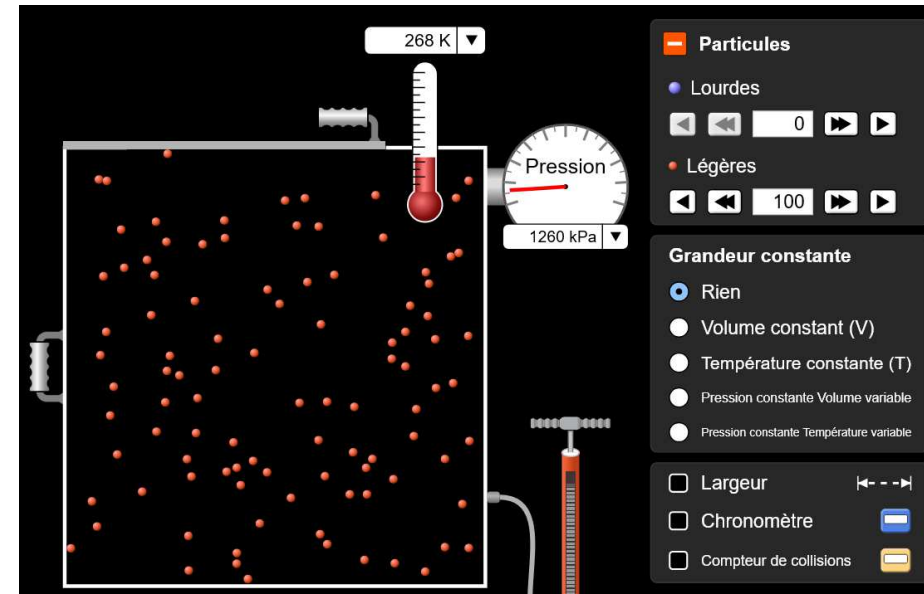 268 K
Pression
1260 kPa
Particules
Lourdes
0
Légères
100
Grandeur constante
Rien
Volume constant (V)
Température constante (T)
Pression constante Volume variable
Pression constante Température variable
Largeur
Chronomètre
Compteur de collisions